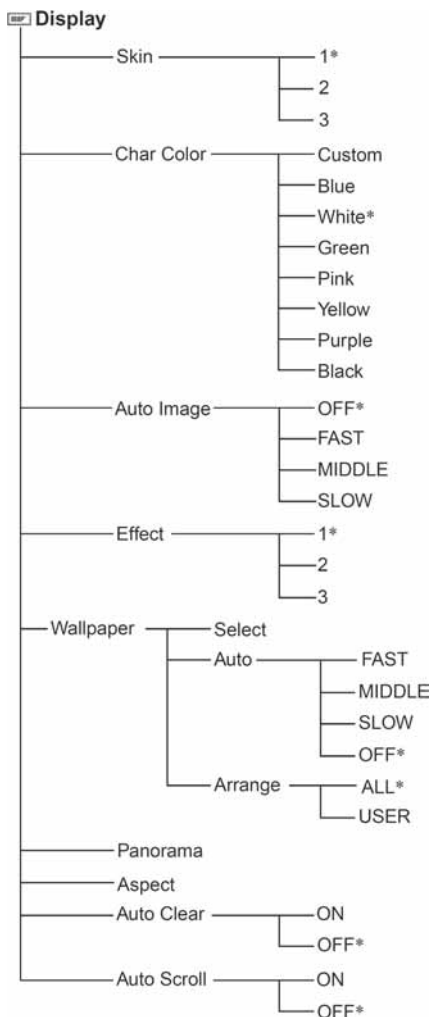 Display
Skin
1*
2
3
Char Color
Custom
Blue
White*
Green
Pink
Yellow
Purple
Black
Auto Image
OFF*
FAST
MIDDLE
SLOW
Effect
1*
2
3
Wallpaper
Select
Auto
FAST
MIDDLE
SLOW
OFF*
Arrange
ALL*
USER
Panorama
Aspect
Auto Clear
ON
OFF*
Auto Scroll
ON
OFF*